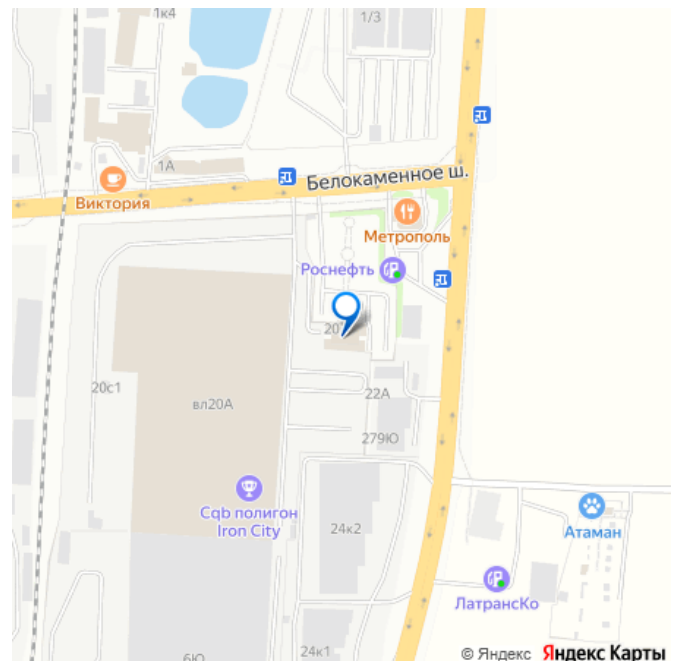 1к4
1/3
1А
Белокаменное ш.
Виктория
Метрополь
Роснефть
20
20с1
вл20А
22А
279Ю
Cqb полигон
Iron City
24к2
Атаман
ЛатрансКо
24к1
6Ю
© Яндекс Яндекс Карты